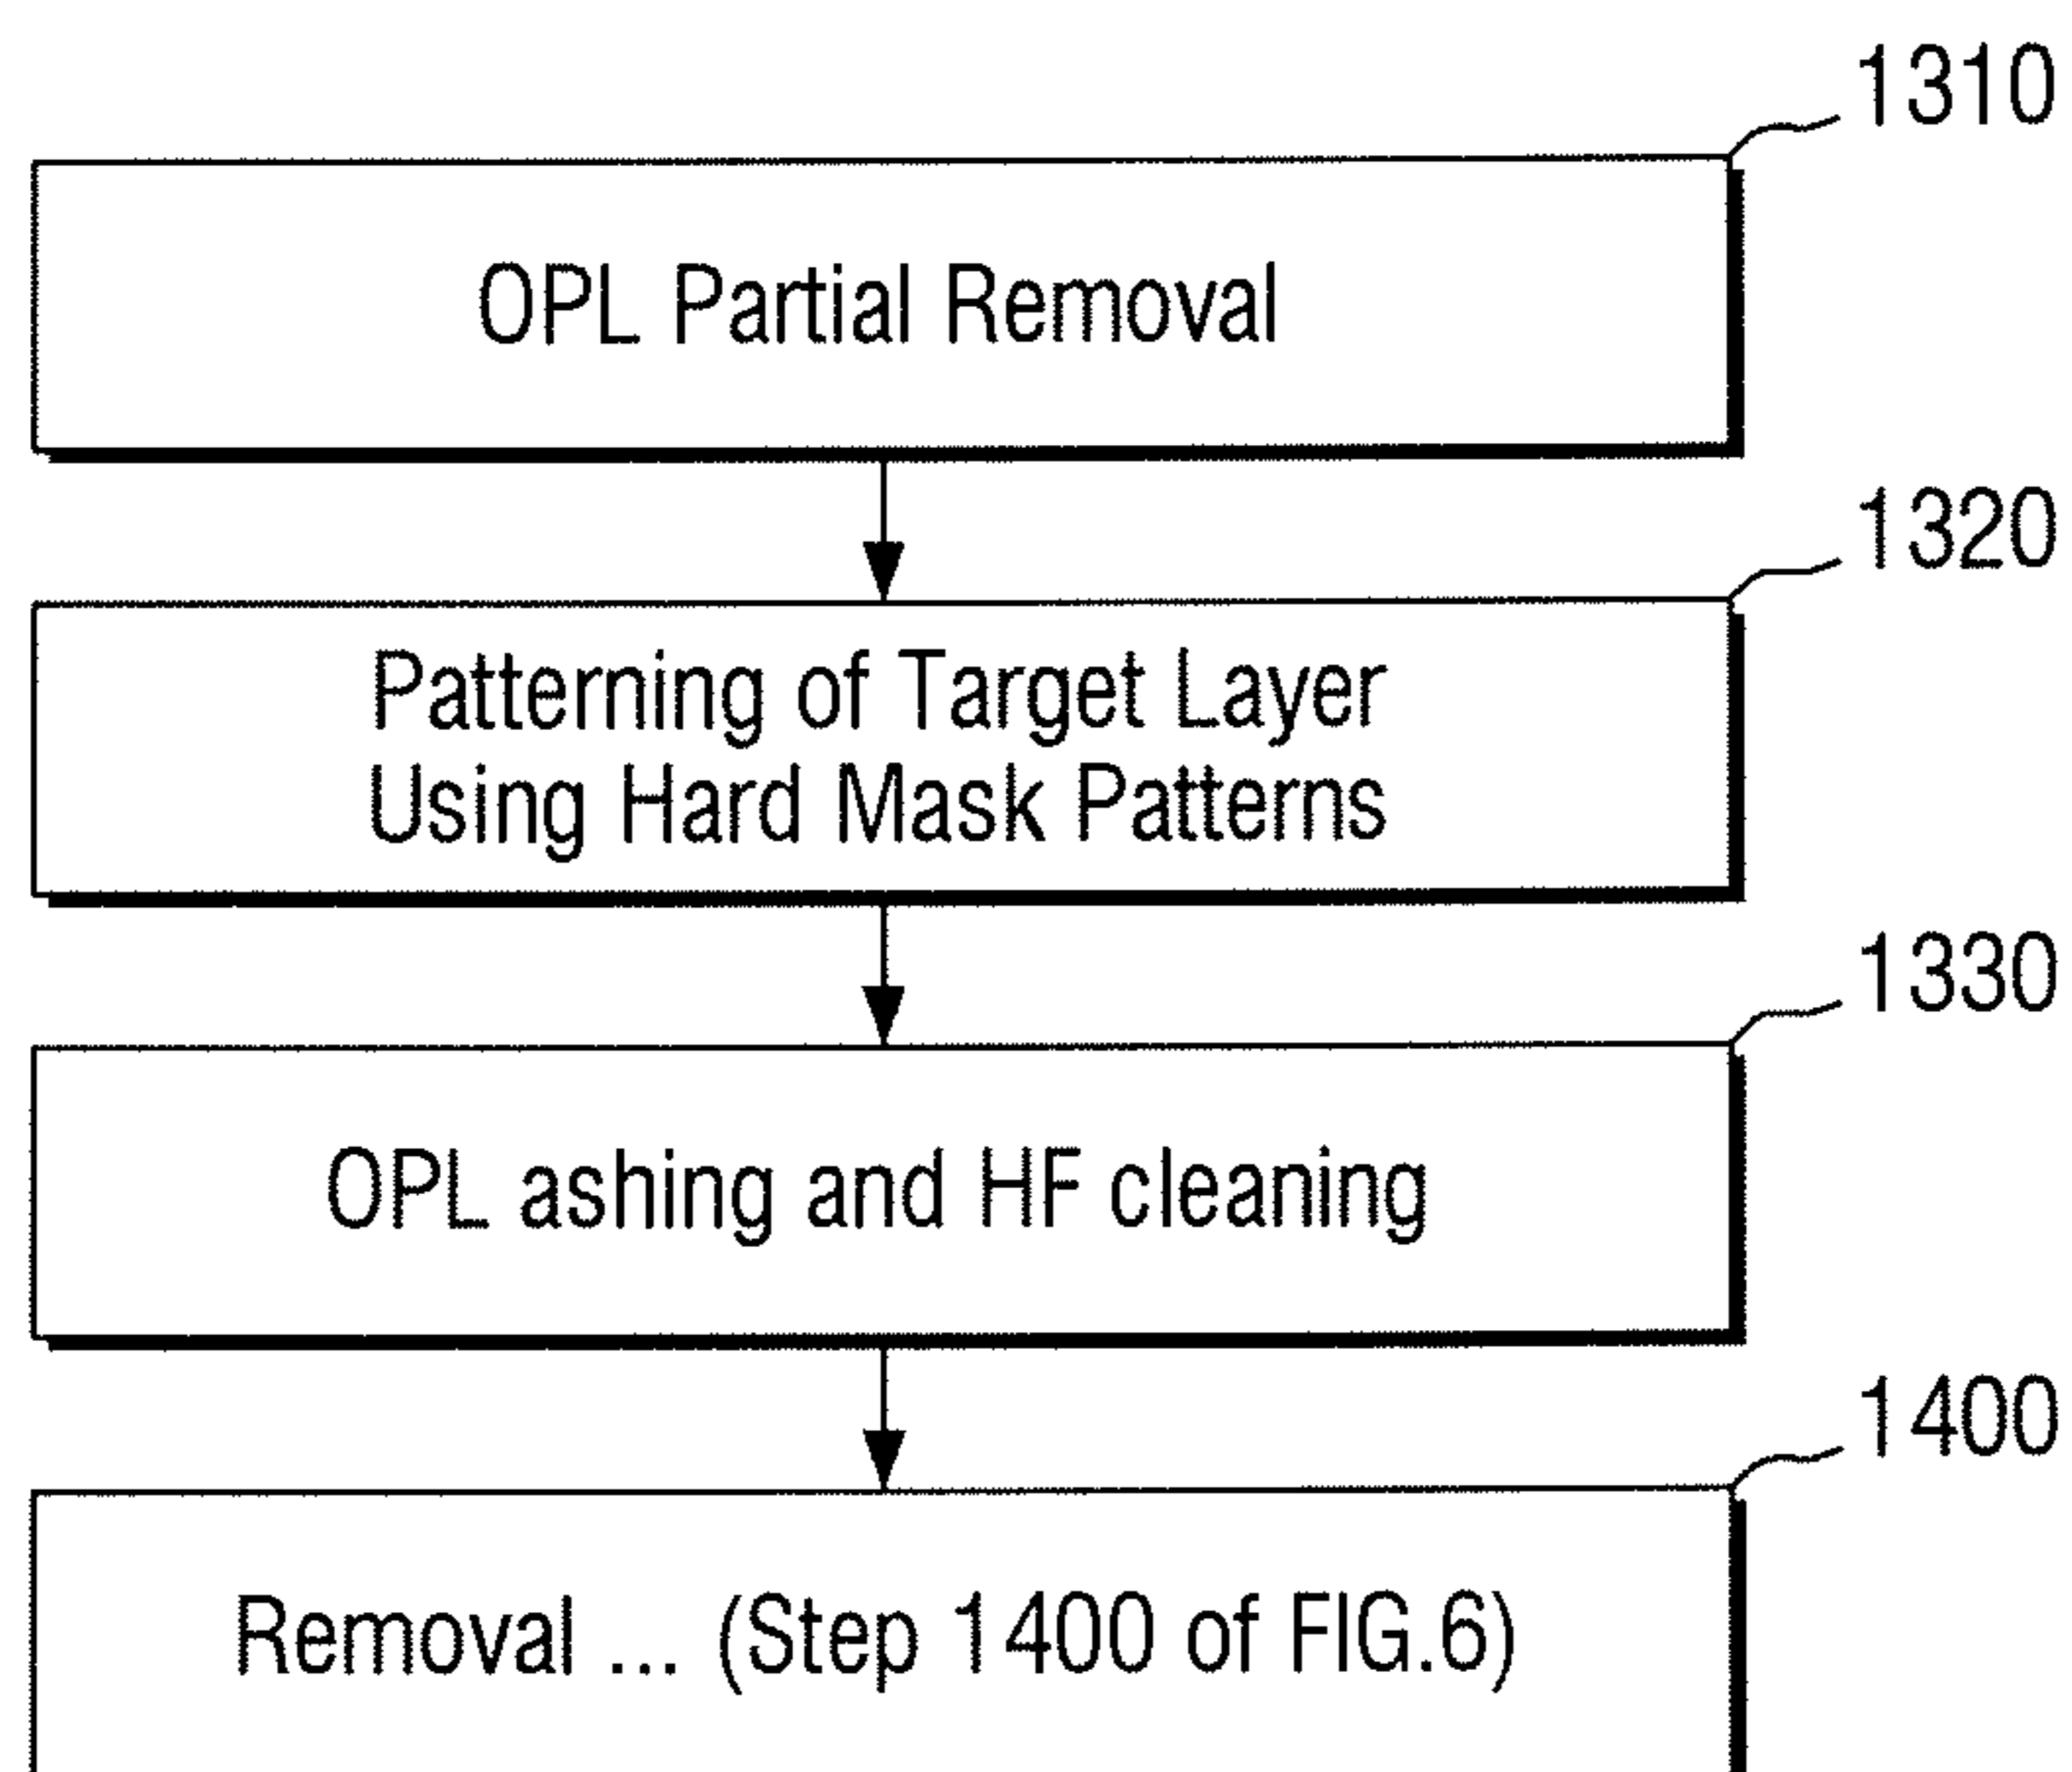 1310
OPL Partial Removal
1320
Patterning of Target Layer
Using Hard Mask Patterns
1330
OPL ashing and HF cleaning
1400
Removal ... (Step 1400 of FIG.6)